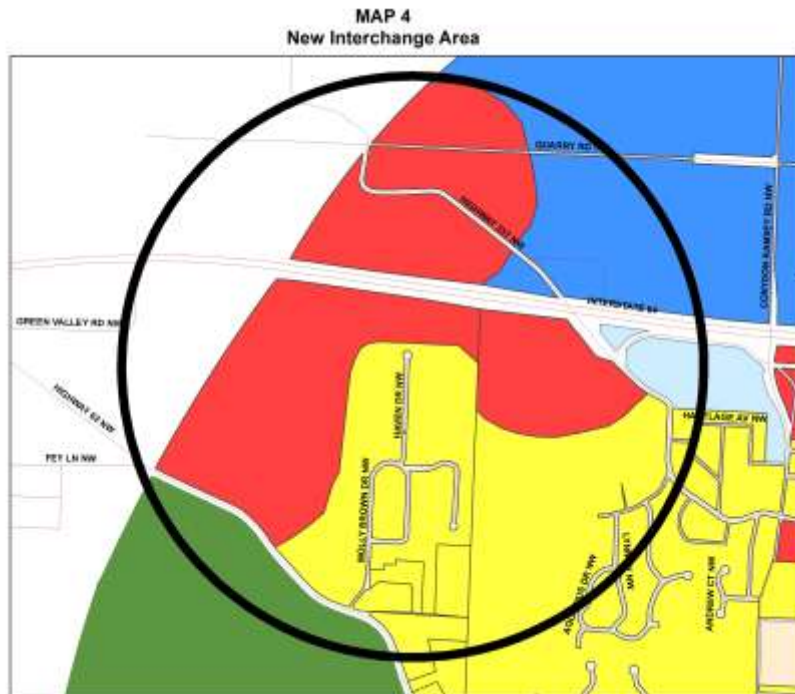 MAP 4
New Interchange Area
QUARRY RD
HIGHWAY 337 NW
CORYDON RAMSEY RD NW
INTERSTATE 64
GREEN VALLEY RD NW
HIGHWAY 62 NW
HAVEN DR NW
FEY LN NW
MOLLY BROWN DR NW
ANDREW CT NW